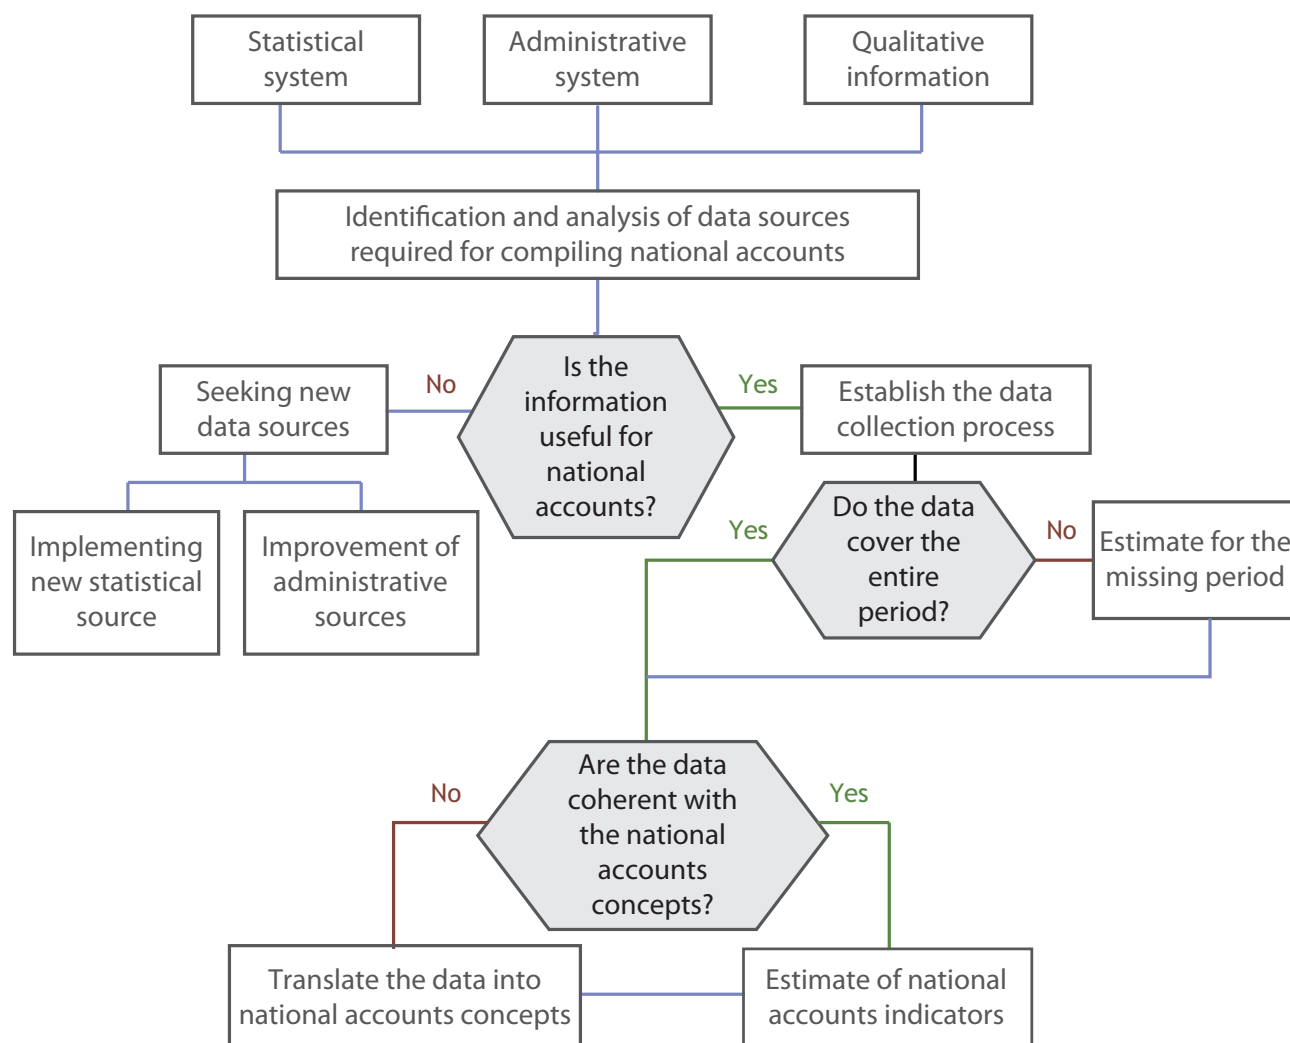 Statistical
system
Administrative
system
Qualitative
information
Identification and analysis of data sources
required for compiling national accounts
Is the
information
useful for
national
accounts?
No
Yes
Seeking new
data sources
Establish the data
collection process
Implementing
new statistical
source
Improvement of
administrative
sources
Do the data
cover the
entire
period?
Yes
No
Estimate for the
missing period
Are the data
coherent with
the national
accounts
concepts?
No
Yes
Translate the data into
national accounts concepts
Estimate of national
accounts indicators